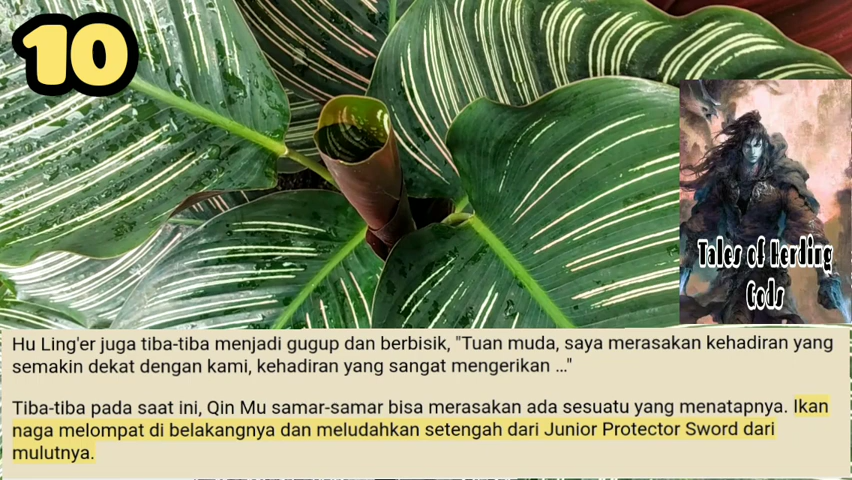 10
Tales of Herding
Gods
Hu Ling'er juga tiba-tiba menjadi gugup dan berbisik, "Tuan muda, saya merasakan kehadiran yang
semakin dekat dengan kami, kehadiran yang sangat mengerikan ..."
Tiba-tiba pada saat ini, Qin Mu samar-samar bisa merasakan ada sesuatu yang menatapnya. Ikan
naga melompat di belakangnya dan meludahkan setengah dari Junior Protector Sword dari
mulutnya.